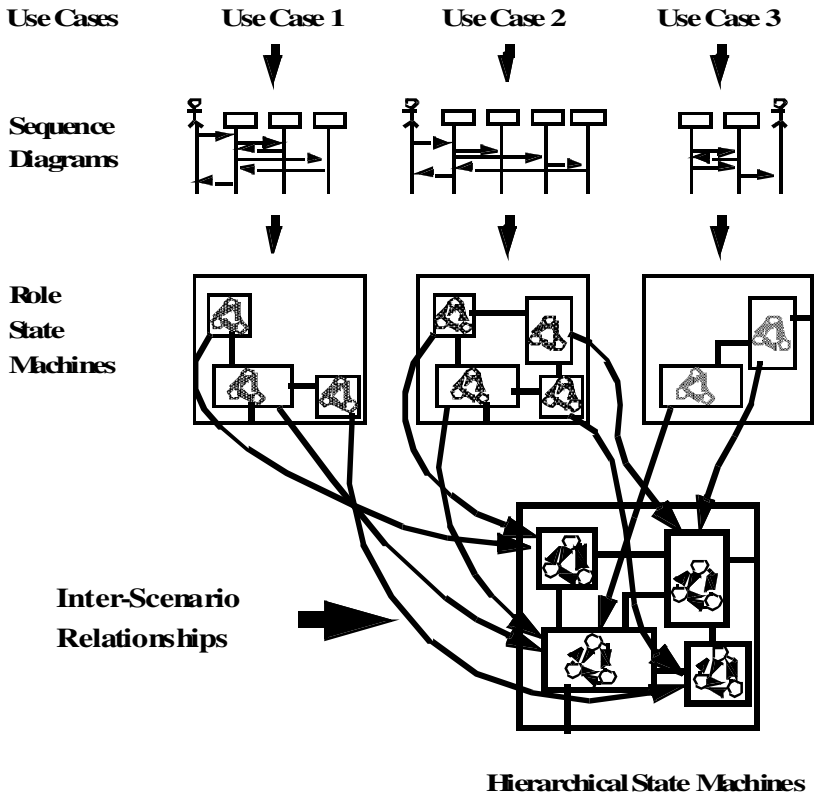 Use Cases
Use Case 1
Use Case 2
Use Case 3
Sequence
Diagrams
Role
State
Machines
Inter-Scenario
Relationships
Hierarchical State Machines